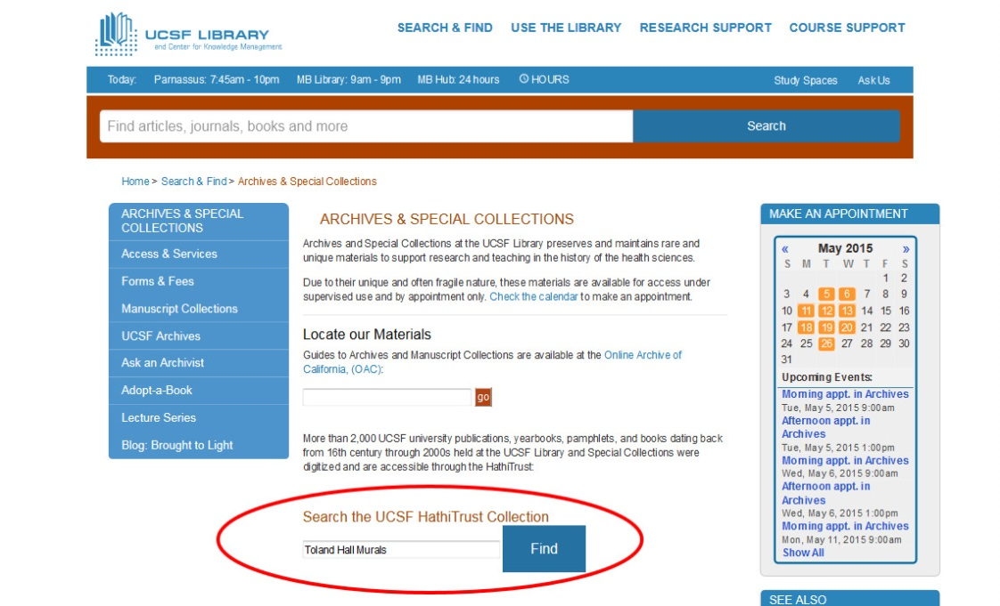 UCSF LIBRARY
and Center for Knowledge Management
SEARCH & FIND USE THE LIBRARY RESEARCH SUPPORT COURSE SUPPORT
Today: Parnassus: 7:45am - 10pm MB Library: 9am - 9pm MB Hub: 24 hours HOURS Study Spaces Ask Us
Find articles, journals, books and more Search
Home > Search & Find > Archives & Special Collections
ARCHIVES & SPECIAL
COLLECTIONS
Access & Services
Forms & Fees
Manuscript Collections
UCSF Archives
Ask an Archivist
Adopt-a-Book
Lecture Series
Blog: Brought to Light
ARCHIVES & SPECIAL COLLECTIONS
Archives and Special Collections at the UCSF Library preserves and maintains rare and
unique materials to support research and teaching in the history of the health sciences.
Due to their unique and often fragile nature, these materials are available for access under
supervised use and by appointment only. Check the calendar to make an appointment.
Locate our Materials
Guides to Archives and Manuscript Collections are available at the Online Archive of
California, (OAC):
go
More than 2,000 UCSF university publications, yearbooks, pamphlets, and books dating back
from 16th century through 2000s held at the UCSF Library and Special Collections were
digitized and are accessible through the HathiTrust:
Search the UCSF HathiTrust Collection
Toland Hall Murals Find
MAKE AN APPOINTMENT
« May 2015 »
S M T W T F S
1 2
3 4 5 6 7 8 9
10 11 12 13 14 15 16
17 18 19 20 21 22 23
24 25 26 27 28 29 30
31
Upcoming Events:
Morning appt. in Archives
Tue, May 5, 2015 9:00am
Afternoon appt. in
Archives
Tue, May 5, 2015 1:00pm
Morning appt. in Archives
Wed, May 6, 2015 9:00am
Afternoon appt. in
Archives
Wed, May 6, 2015 1:00pm
Morning appt. in Archives
Mon, May 11, 2015 9:00am
Show All
SEE ALSO